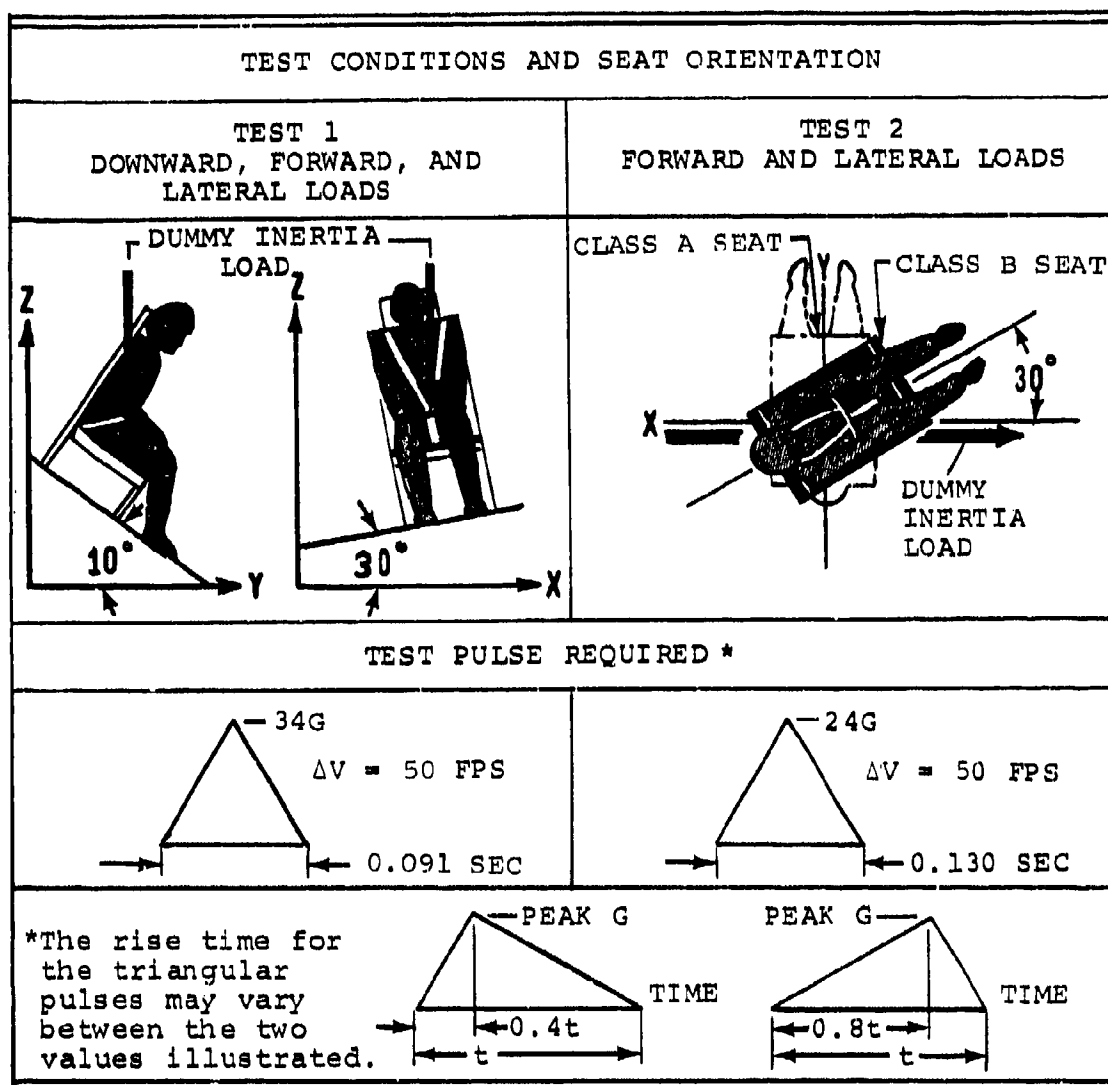 TEST CONDITIONS AND SEAT ORIENTATION
TEST 1
DOWNWARD, FORWARD, AND
LATERAL LOADS
TEST 2
FORWARD AND LATERAL LOADS
DUMMY INERTIA
LOAD
Z
10°
Y
Z
30°
X
CLASS A SEAT
Y
CLASS B SEAT
30°
X
DUMMY
INERTIA
LOAD
TEST PULSE REQUIRED *
34G
ΔV = 50 FPS
0.091 SEC
24G
ΔV = 50 FPS
0.130 SEC
*The rise time for
the triangular
pulses may vary
between the two
values illustrated.
PEAK G
TIME
0.4t
t
PEAK G
TIME
0.8t
t